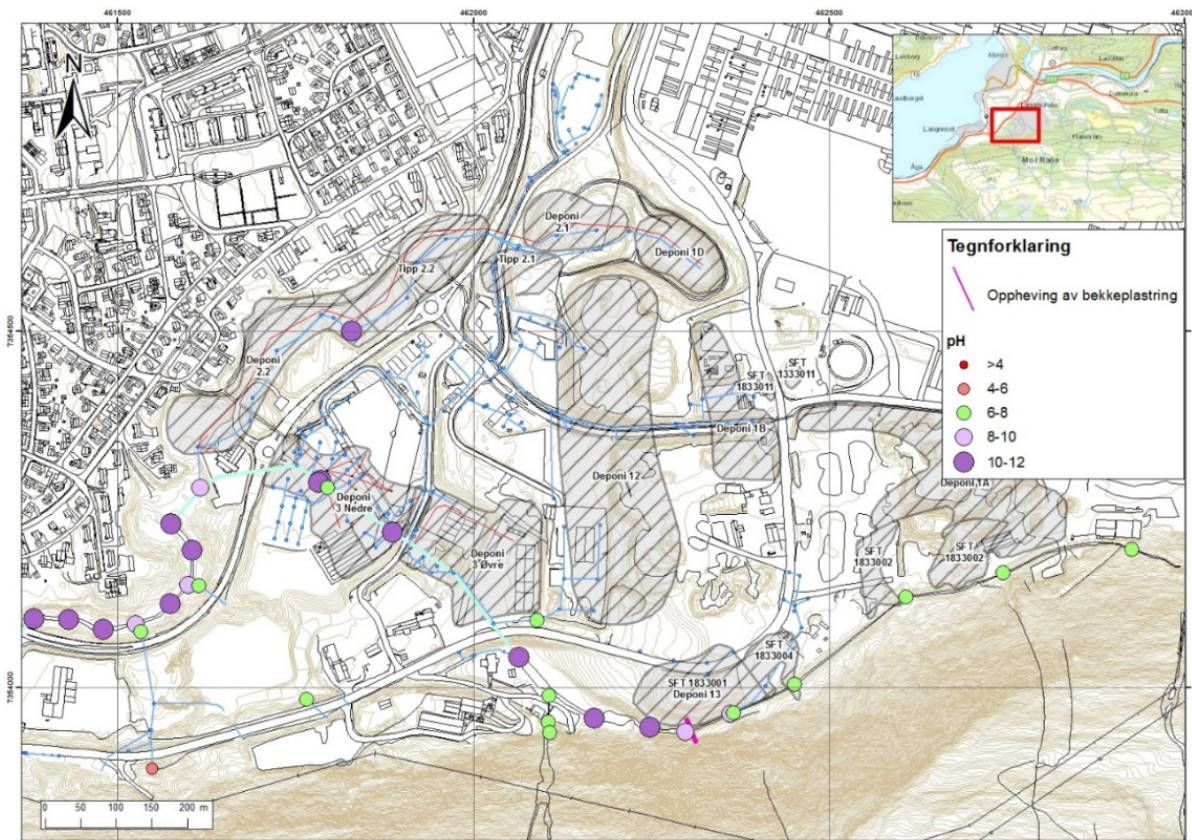 461500
462000
462500
46300
N
Langneset
Mo i Rana
Tegnforklaring
Oppheving av bekkeplastring
pH
>4
4-6
6-8
8-10
10-12
Deponi
2.1
Deponi 1D
Tipp 2.2
Tipp 2.1
7354500
Deponi
2.2
SFT
1333011
SFT
1833011
Deponi 1B
Deponi 12
Deponi 1A
Deponi
3 Nedre
Deponi
3 Øvre
SFT
1833002
SFT
1833002
SFT
1833004
7354000
SFT 1833001
Deponi 13
0 50 100 150 200
m